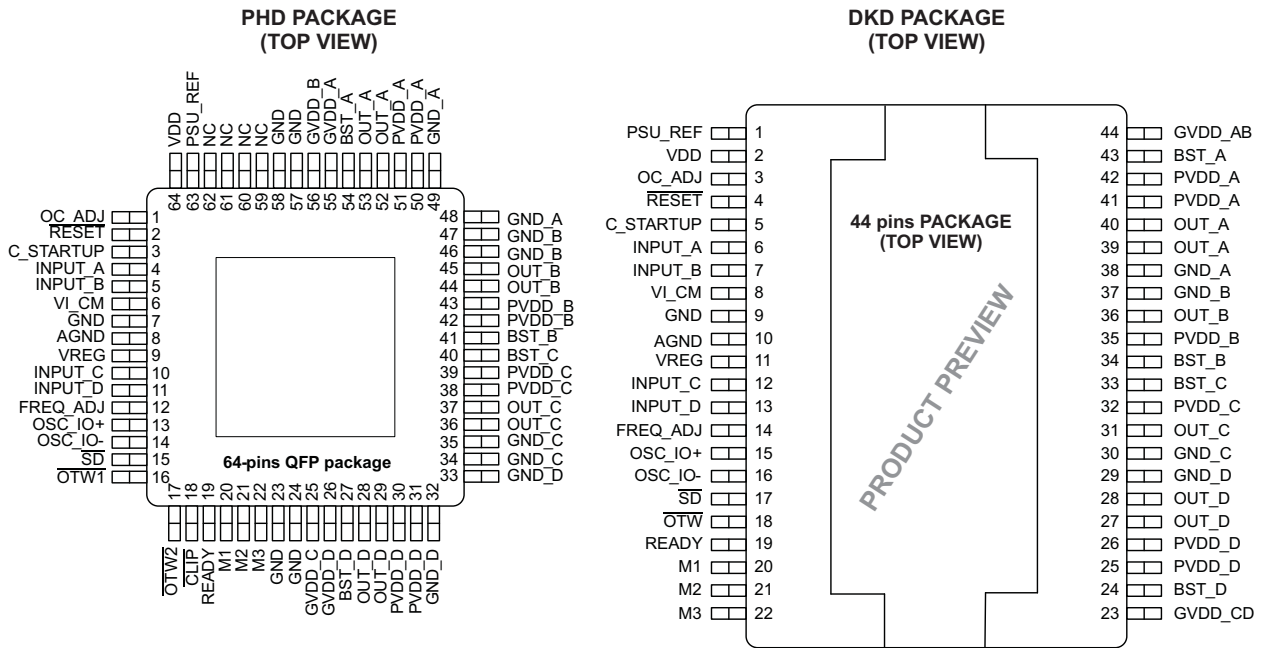 PHD PACKAGE
(TOP VIEW)
VDD
PSU_REF
NC
NC
NC
NC
GND
GND
GVDD_B
GVDD_A
BST_A
OUT_A
OUT_A
PVDD_A
PVDD_A
GND_A
64
63
62
61
60
59
58
57
56
55
54
53
52
51
50
49
OC_ADJ 1
RESET 2
C_STARTUP 3
INPUT_A 4
INPUT_B 5
VI_CM 6
GND 7
AGND 8
VREG 9
INPUT_C 10
INPUT_D 11
FREQ_ADJ 12
OSC_IO+ 13
OSC_IO- 14
SD 15
OTW1 16
48 GND_A
47 GND_B
46 GND_B
45 OUT_B
44 OUT_B
43 PVDD_B
42 PVDD_B
41 BST_B
40 BST_C
39 PVDD_C
38 PVDD_C
37 OUT_C
36 OUT_C
35 GND_C
34 GND_C
33 GND_D
64-pins QFP package
17
18
19
20
21
22
23
24
25
26
27
28
29
30
31
32
OTW2
CLIP
READY
M1
M2
M3
GND
GND
GVDD_C
GVDD_D
BST_D
OUT_D
OUT_D
PVDD_D
PVDD_D
GND_D
DKD PACKAGE
(TOP VIEW)
PSU_REF 1
VDD 2
OC_ADJ 3
RESET 4
C_STARTUP 5
INPUT_A 6
INPUT_B 7
VI_CM 8
GND 9
AGND 10
VREG 11
INPUT_C 12
INPUT_D 13
FREQ_ADJ 14
OSC_IO+ 15
OSC_IO- 16
SD 17
OTW 18
READY 19
M1 20
M2 21
M3 22
44 pins PACKAGE
(TOP VIEW)
PRODUCT PREVIEW
44 GVDD_AB
43 BST_A
42 PVDD_A
41 PVDD_A
40 OUT_A
39 OUT_A
38 GND_A
37 GND_B
36 OUT_B
35 PVDD_B
34 BST_B
33 BST_C
32 PVDD_C
31 OUT_C
30 GND_C
29 GND_D
28 OUT_D
27 OUT_D
26 PVDD_D
25 PVDD_D
24 BST_D
23 GVDD_CD